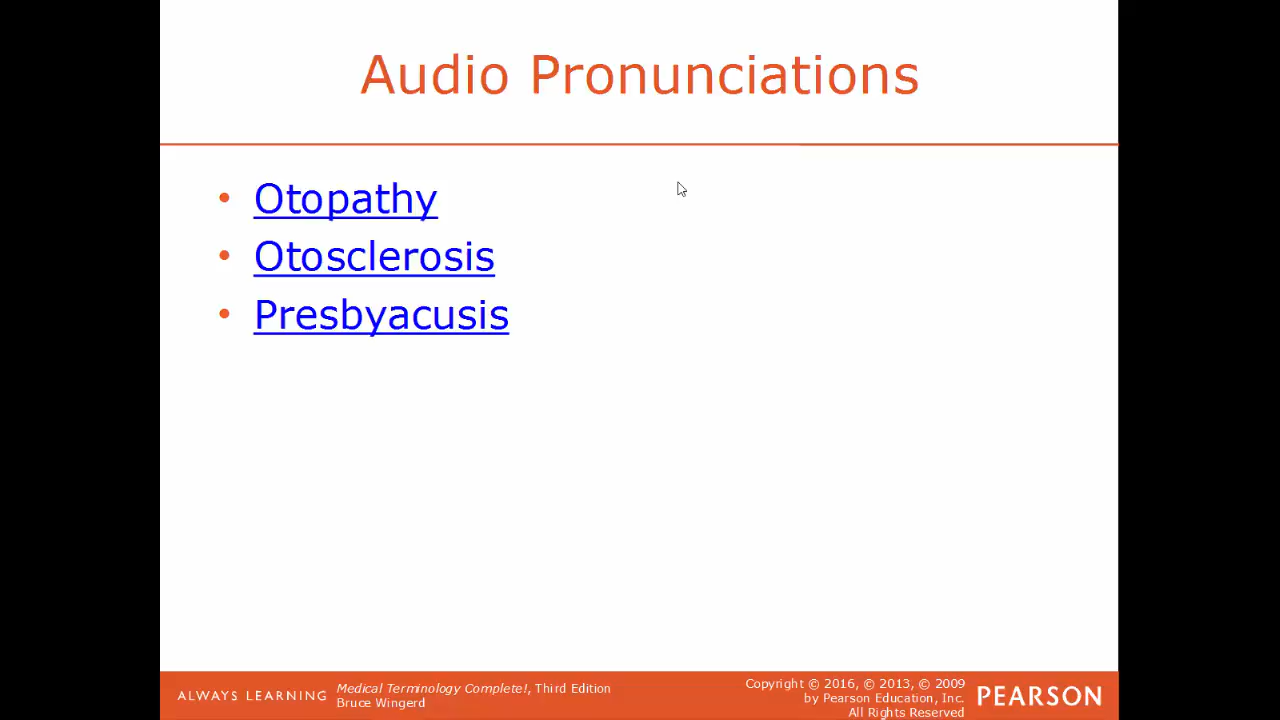 Audio Pronunciations
• Otopathy
• Otosclerosis
• Presbyacusis
ALWAYS LEARNING
Medical Terminology Complete!, Third Edition
Bruce Wingerd
Copyright © 2016, © 2013, © 2009
by Pearson Education, Inc.
All Rights Reserved
PEARSON